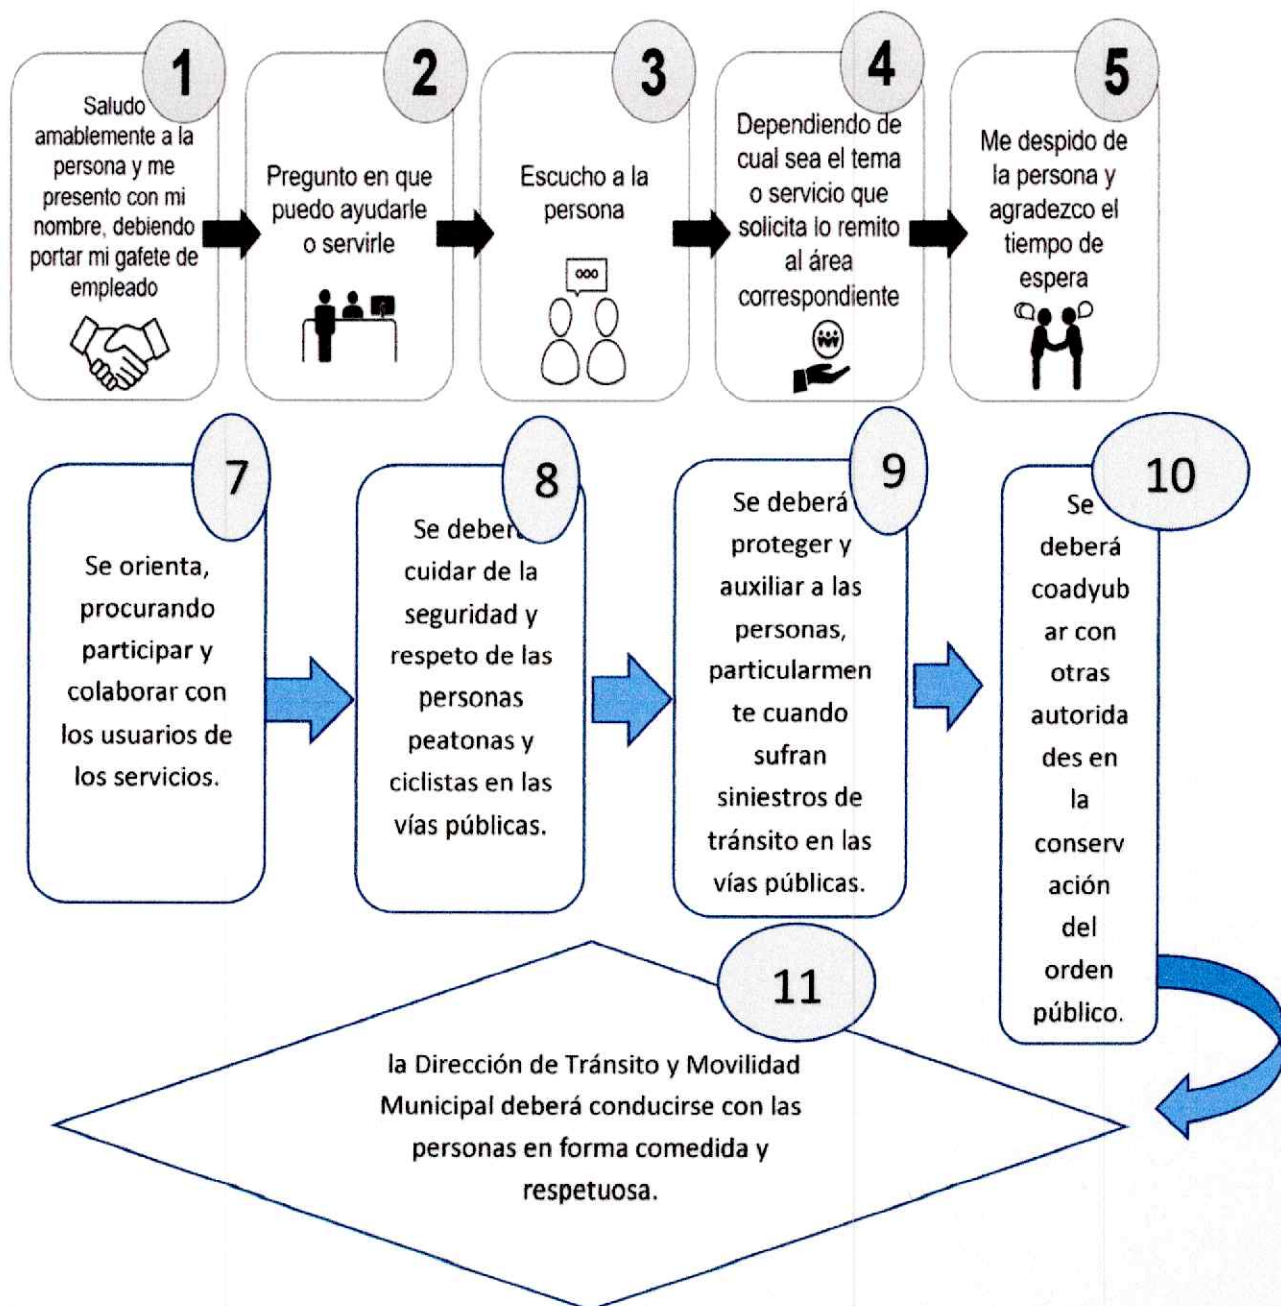 1
Saludo
amablemente a la
persona y me
presento con mi
nombre, debiendo
portar mi gafete de
empleado
2
Pregunto en que
puedo ayudarle
o servirle
3
Escucho a la
persona
4
Dependiendo de
cual sea el tema
o servicio que
solicita lo remito
al área
correspondiente
5
Me despido de
la persona y
agradezco el
tiempo de
espera
7
Se orienta,
procurando
participar y
colaborar con
los usuarios de
los servicios.
8
Se deberá
cuidar de la
seguridad y
respeto de las
personas
peatonas y
ciclistas en las
vías públicas.
9
Se deberá
proteger y
auxiliar a las
personas,
particularmen
te cuando
sufran
siniestros de
tránsito en las
vías públicas.
10
Se
deberá
coadyub
ar con
otras
autorida
des en
la
conserv
ación
del
orden
público.
11
la Dirección de Tránsito y Movilidad
Municipal deberá conducirse con las
personas en forma comedida y
respetuosa.